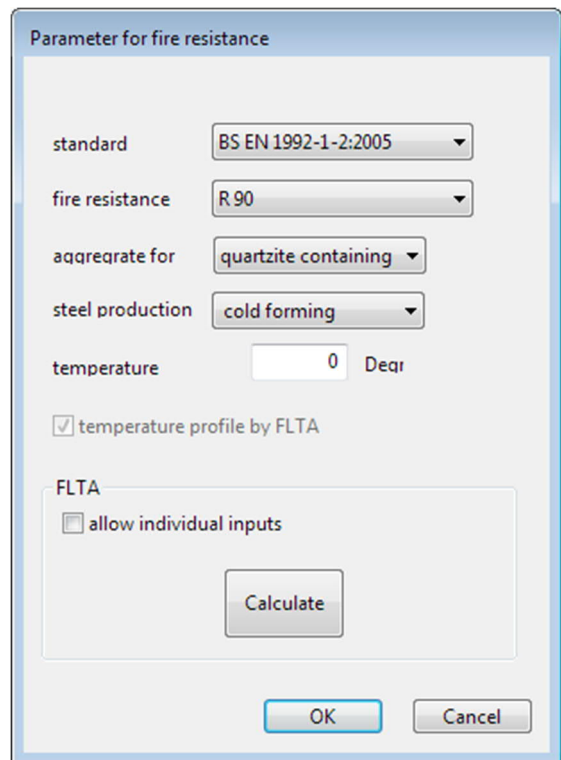 Parameter for fire resistance
standard BS EN 1992-1-2:2005
fire resistance R 90
aggregrate for quartzite containing
steel production cold forming
temperature 0 Degr
temperature profile by FLTA
FLTA
allow individual inputs
Calculate
OK Cancel